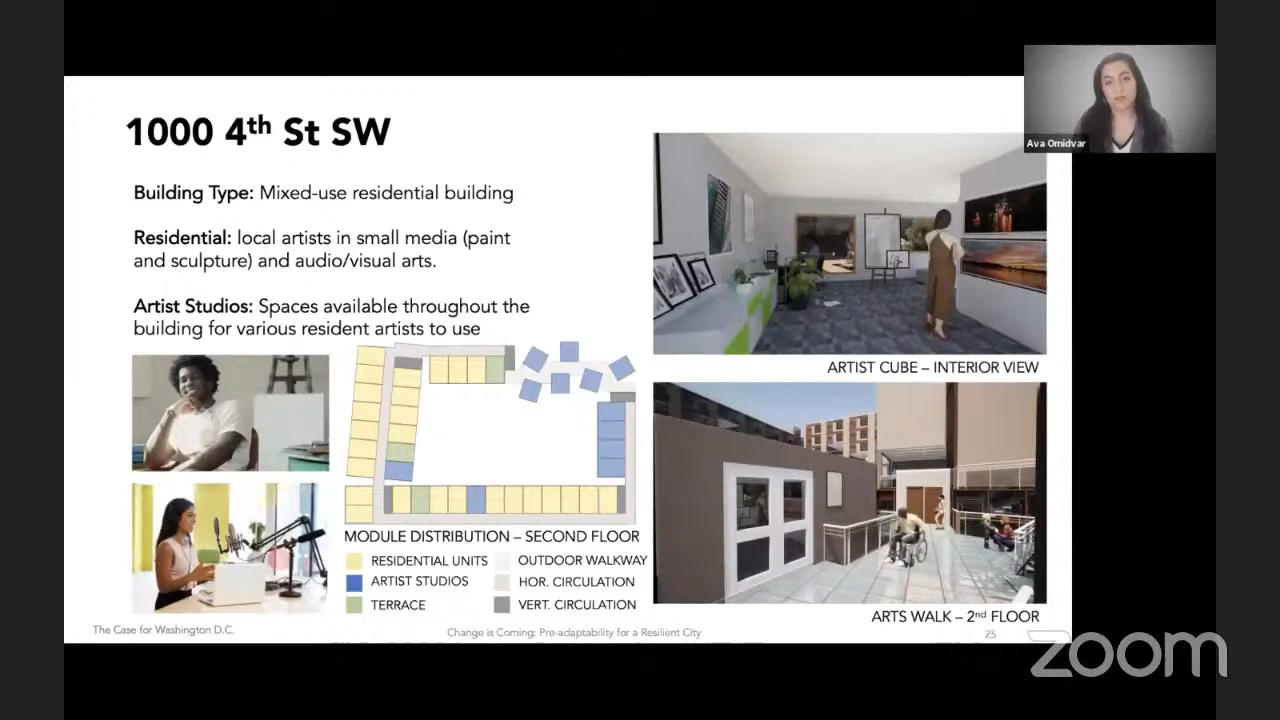 1000 4th St SW
Building Type: Mixed-use residential building
Residential: local artists in small media (paint
and sculpture) and audio/visual arts.
Artist Studios: Spaces available throughout the
building for various resident artists to use
MODULE DISTRIBUTION – SECOND FLOOR
RESIDENTIAL UNITS
OUTDOOR WALKWAY
ARTIST STUDIOS
HOR. CIRCULATION
TERRACE
VERT. CIRCULATION
Ava Omidvar
ARTIST CUBE – INTERIOR VIEW
ARTS WALK – 2nd FLOOR
The Case for Washington D.C.
Change is Coming: Pre-adaptability for a Resilient City
25
zoom